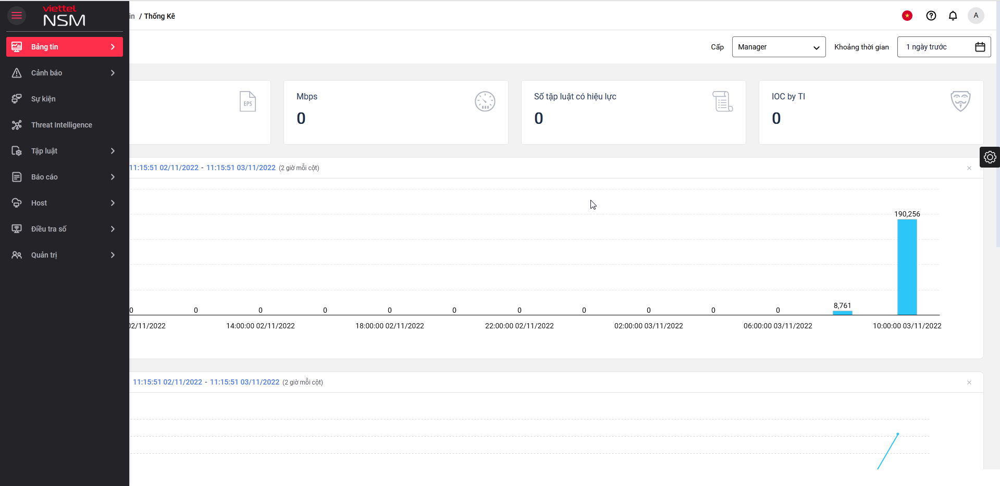 viettel
NSM
in / Thống Kê
A
Bảng tin
Cảnh báo
Sự kiện
Threat Intelligence
Tập luật
Báo cáo
Host
Điều tra số
Quản trị
Cấp
Manager
Khoảng thời gian
1 ngày trước
EPS
Mbps
0
Số tập luật có hiệu lực
0
IOC by TI
0
11:15:51 02/11/2022 - 11:15:51 03/11/2022 (2 giờ mỗi cột)
190,256
8,761
0 0 0 0 0 0 0 0 0 0 0
02/11/2022 14:00:00 02/11/2022 18:00:00 02/11/2022 22:00:00 02/11/2022 02:00:00 03/11/2022 06:00:00 03/11/2022 10:00:00 03/11/2022
11:15:51 02/11/2022 - 11:15:51 03/11/2022 (2 giờ mỗi cột)